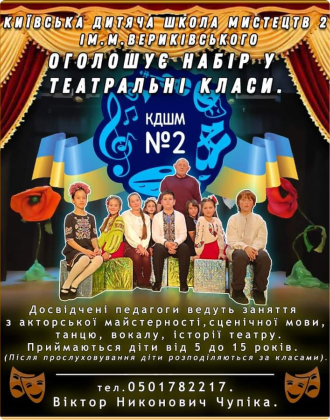 КИЇВСЬКА ДИТЯЧА ШКОЛА МИСТЕЦТВ 2
ІМ.М.ВЕРИКІВСЬКОГО
ОГОЛОШУЄ НАБІР У
ТЕАТРАЛЬНІ КЛАСИ.
КДШМ
№2
Досвідчені педагоги ведуть заняття
з акторської майстерності,сценічної мови,
танцю, вокалу, історії театру.
Приймаються діти від 5 до 15 років.
(Після прослуховування діти розподіляються за класами).
тел.0501782217.
Віктор Никонович Чупіка.